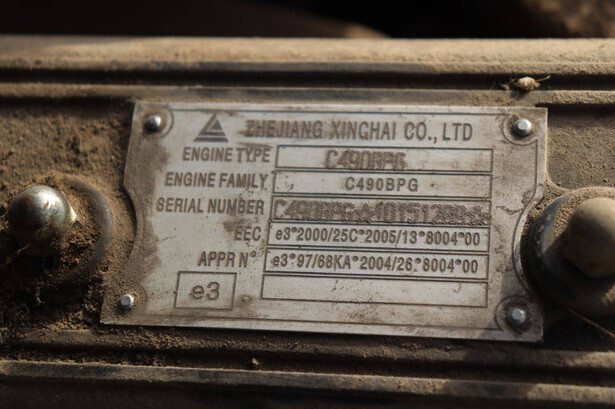 ZHEJIANG XINGHAI CO., LTD
ENGINE TYPE C490BPG
ENGINE FAMILY C490BPG
SERIAL NUMBER
EEC e3*2000/25C*2005/13*8004*00
APPR N° e3*97/68KA*2004/26*8004*00
e3